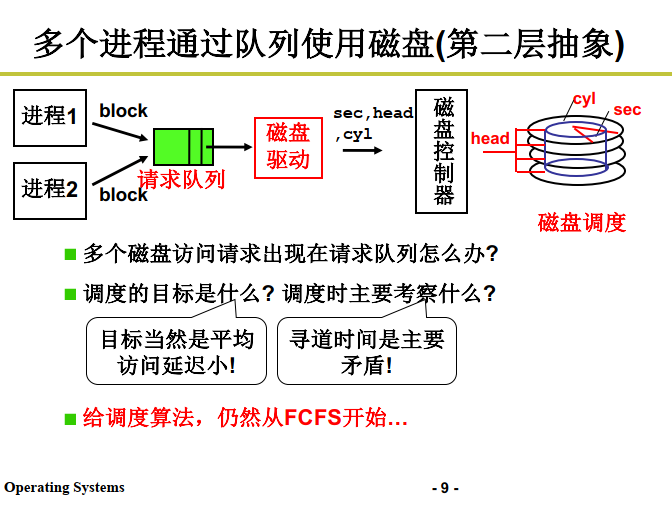 多个进程通过队列使用磁盘(第二层抽象)
进程1
block
进程2
block
请求队列
磁盘
驱动
sec,head
,cyl
磁盘控制器
head
cyl
sec
磁盘调度
多个磁盘访问请求出现在请求队列怎么办?
调度的目标是什么? 调度时主要考察什么?
目标当然是平均
访问延迟小!
寻道时间是主要
矛盾!
给调度算法，仍然从FCFS开始…
Operating Systems
- 9 -